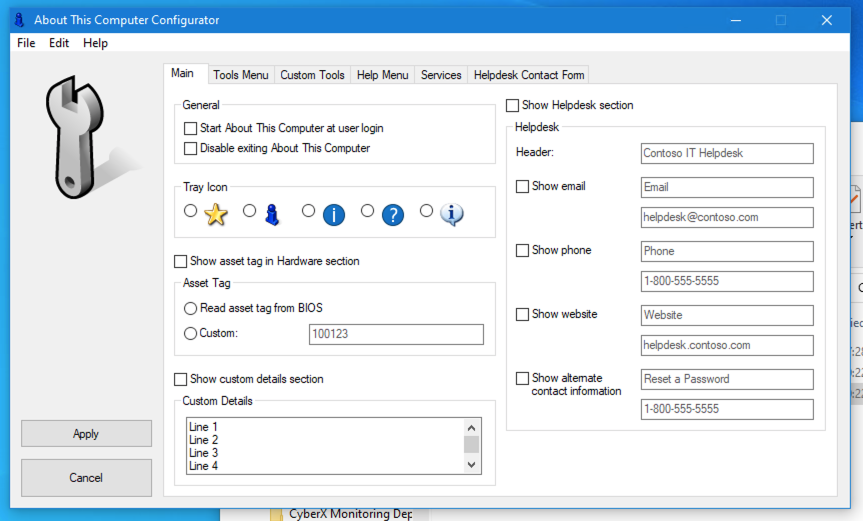 About This Computer Configurator
File Edit Help
Main Tools Menu Custom Tools Help Menu Services Helpdesk Contact Form
General
Start About This Computer at user login
Disable exiting About This Computer
Tray Icon
Show asset tag in Hardware section
Asset Tag
Read asset tag from BIOS
Custom: 100123
Show custom details section
Custom Details
Line 1
Line 2
Line 3
Line 4
Show Helpdesk section
Helpdesk
Header: Contoso IT Helpdesk
Show email Email
helpdesk@contoso.com
Show phone Phone
1-800-555-5555
Show website Website
helpdesk.contoso.com
Show alternate
contact information
Reset a Password
1-800-555-5555
Apply
Cancel
CyberX Monitoring Dep